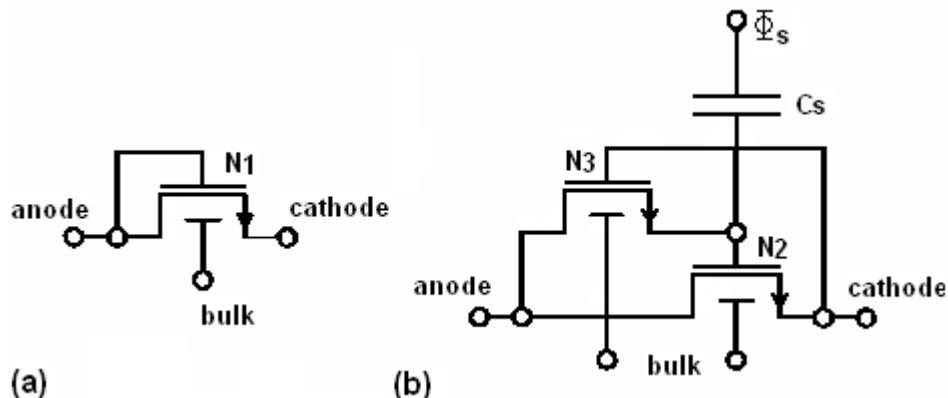 Φs
Cs
N1
N3
anode
cathode
N2
anode
cathode
bulk
bulk
(a)
(b)